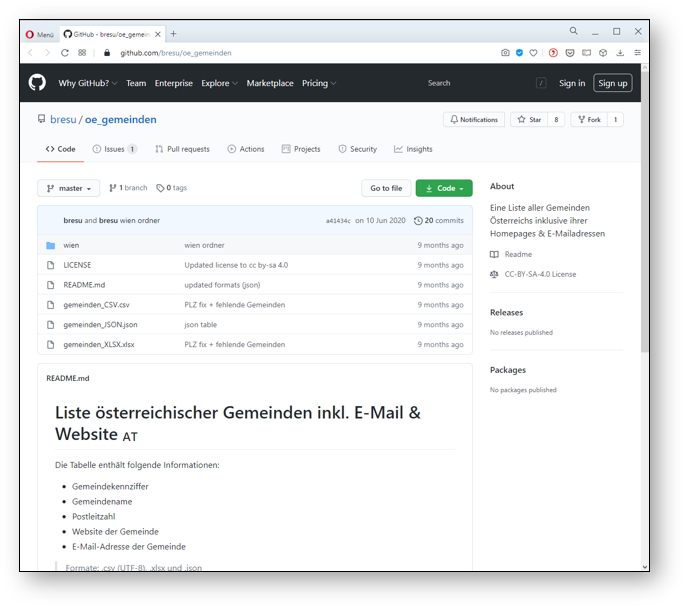 Menü
GitHub - bresu/oe_gemeind
github.com/bresu/oe_gemeinden
Why GitHub? Team Enterprise Explore Marketplace Pricing Search / Sign in Sign up
bresu / oe_gemeinden
Notifications Star 8 Fork 1
Code Issues 1 Pull requests Actions Projects Security Insights
master 1 branch 0 tags Go to file Code
bresu and bresu wien ordner a41434c on 10 Jun 2020 20 commits
wien wien ordner 9 months ago
LICENSE Updated license to cc by-sa 4.0 9 months ago
README.md updated formats (json) 9 months ago
gemeinden_CSV.csv PLZ fix + fehlende Gemeinden 9 months ago
gemeinden_JSON.json json table 9 months ago
gemeinden_XLSX.xlsx PLZ fix + fehlende Gemeinden 9 months ago
README.md
Liste österreichischer Gemeinden inkl. E-Mail &
Website AT
Die Tabelle enthält folgende Informationen:
• Gemeindekennziffer
• Gemeindename
• Postleitzahl
• Website der Gemeinde
• E-Mail-Adresse der Gemeinde
Formate: .csv (UTF-8), .xlsx und .json
About
Eine Liste aller Gemeinden
Österreichs inklusive ihrer
Homepages & E-Mailadressen
Readme
CC-BY-SA-4.0 License
Releases
No releases published
Packages
No packages published